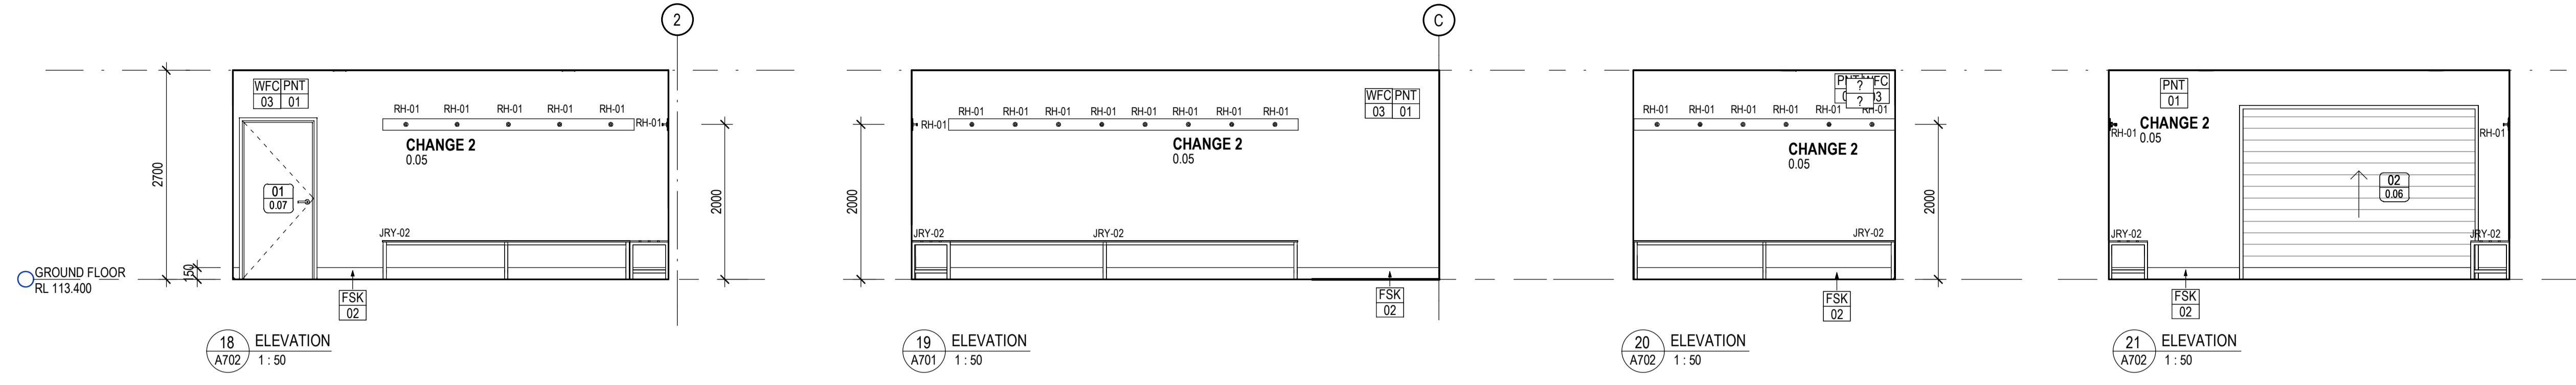 2
WFC PNT
03 01
RH-01 RH-01 RH-01 RH-01 RH-01
RH-01
CHANGE 2
0.05
2700
01
0.07
2000
JRY-02
150
GROUND FLOOR
RL 113.400
FSK
02
18
A702
ELEVATION
1 : 50
C
WFC PNT
03 01
RH-01 RH-01 RH-01 RH-01 RH-01 RH-01 RH-01 RH-01
RH-01
CHANGE 2
0.05
2000
JRY-02 JRY-02
FSK
02
19
A701
ELEVATION
1 : 50
?
?
RH-01 RH-01 RH-01 RH-01 RH-01 RH-01
CHANGE 2
0.05
2000
JRY-02
FSK
02
20
A702
ELEVATION
1 : 50
PNT
01
RH-01
CHANGE 2
0.05
RH-01
02
0.06
JRY-02 JRY-02
FSK
02
21
A702
ELEVATION
1 : 50